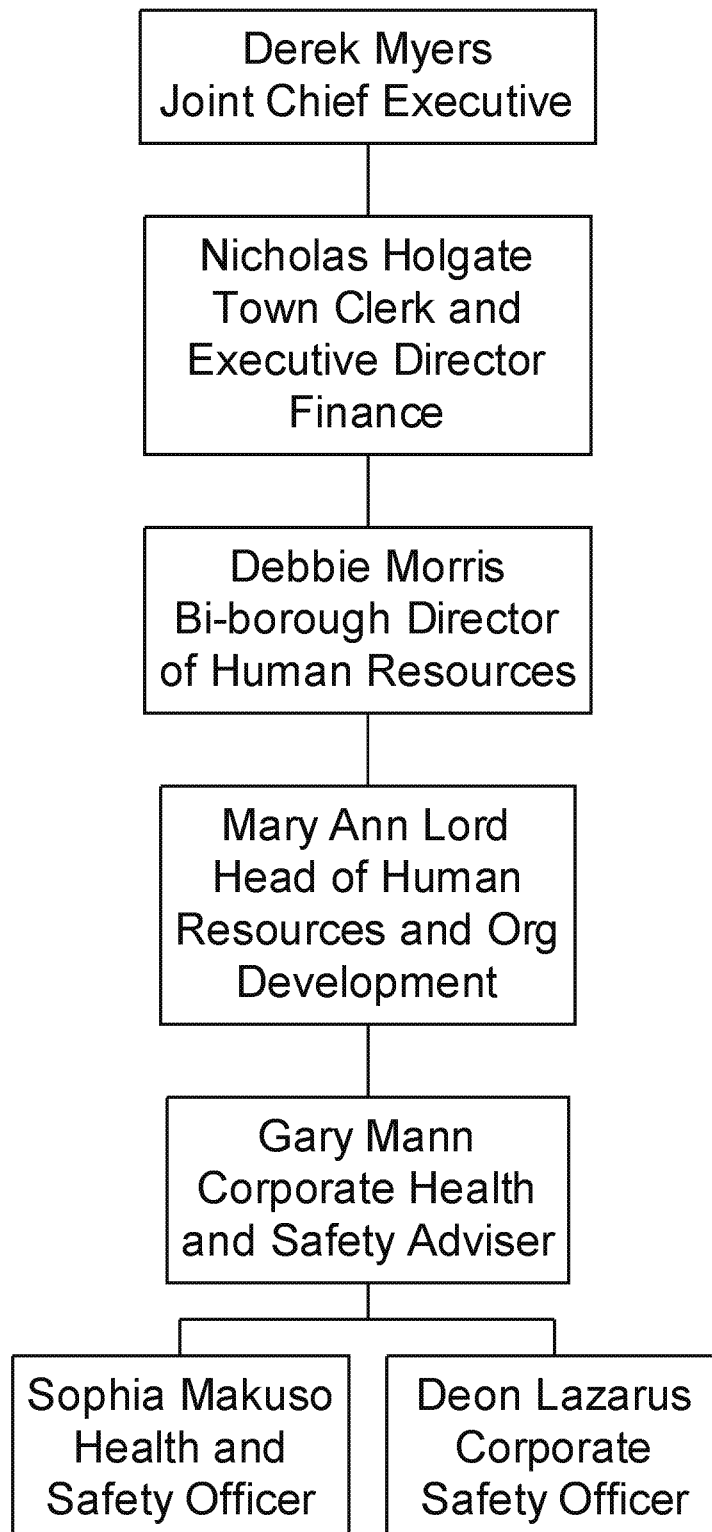 Derek Myers
Joint Chief Executive
Nicholas Holgate
Town Clerk and
Executive Director
Finance
Debbie Morris
Bi-borough Director
of Human Resources
Mary Ann Lord
Head of Human
Resources and Org
Development
Gary Mann
Corporate Health
and Safety Adviser
Sophia Makuso
Health and
Safety Officer
Deon Lazarus
Corporate
Safety Officer